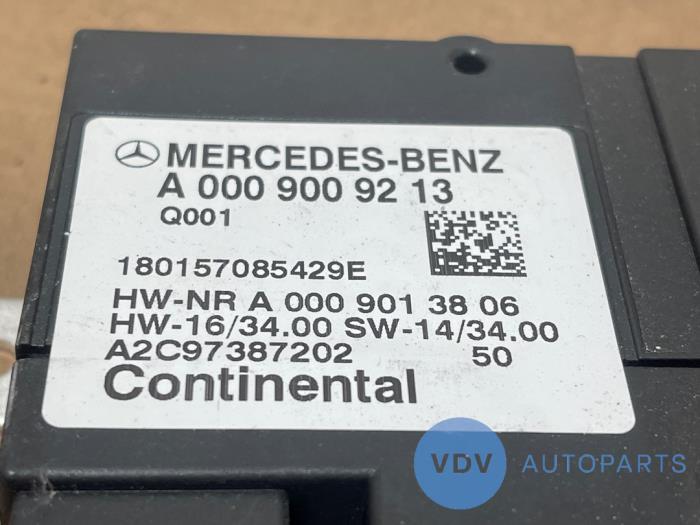 MERCEDES-BENZ
A 000 900 92 13
Q001
180157085429E
HW-NR A 000 901 38 06
HW-16/34.00 SW-14/34.00
A2C97387202 50
Continental
VDV AUTOPARTS